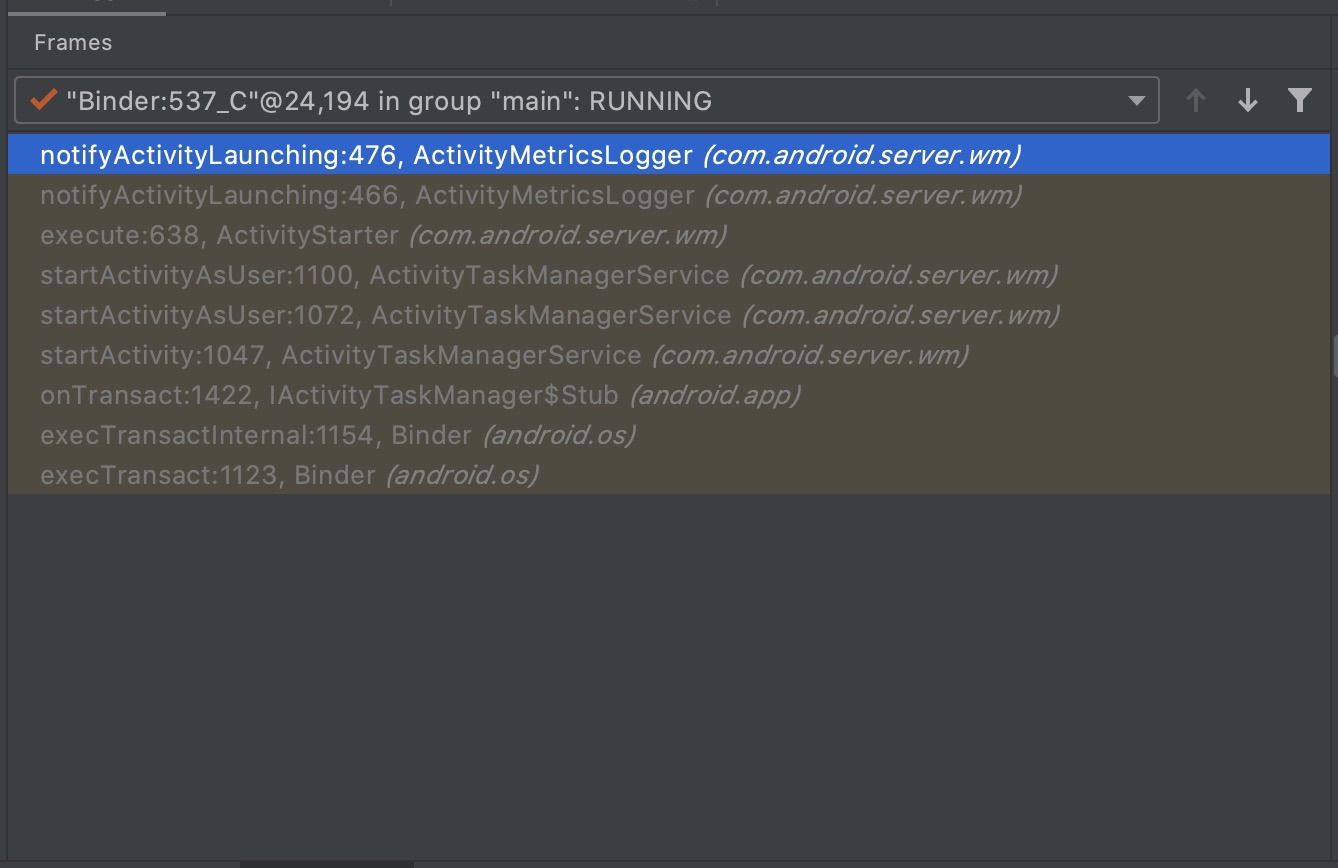 Frames
"Binder:537_C"@24,194 in group "main": RUNNING
notifyActivityLaunching:476, ActivityMetricsLogger (com.android.server.wm)
notifyActivityLaunching:466, ActivityMetricsLogger (com.android.server.wm)
execute:638, ActivityStarter (com.android.server.wm)
startActivityAsUser:1100, ActivityTaskManagerService (com.android.server.wm)
startActivityAsUser:1072, ActivityTaskManagerService (com.android.server.wm)
startActivity:1047, ActivityTaskManagerService (com.android.server.wm)
onTransact:1422, IActivityTaskManager$Stub (android.app)
execTransactInternal:1154, Binder (android.os)
execTransact:1123, Binder (android.os)